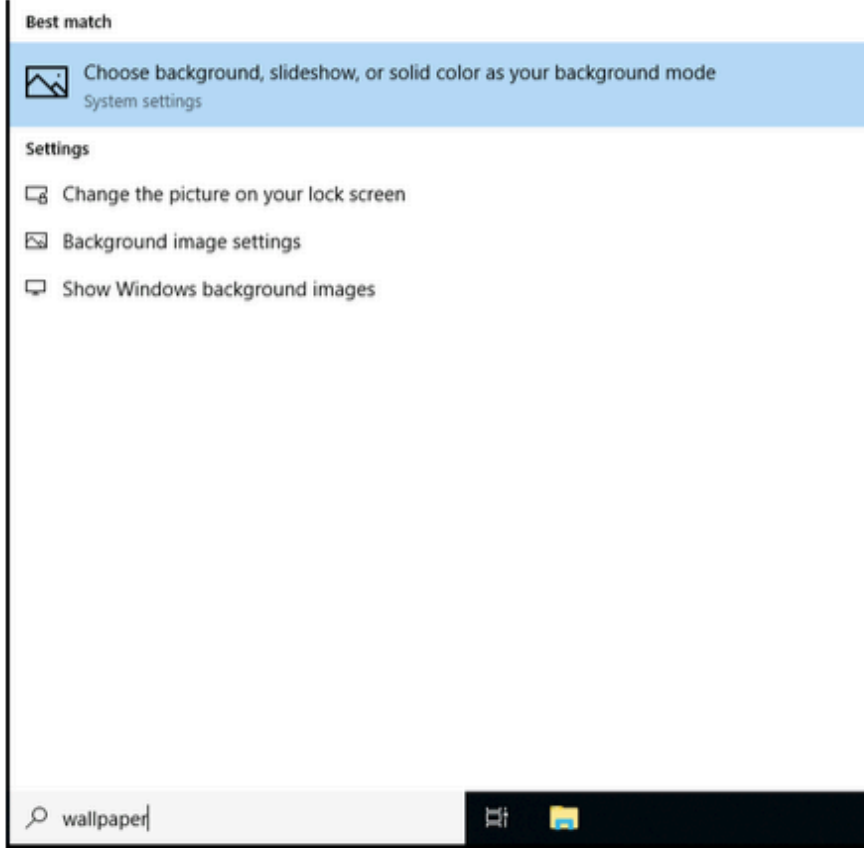 Best match
Choose background, slideshow, or solid color as your background mode
System settings
Settings
Change the picture on your lock screen
Background image settings
Show Windows background images
wallpaper